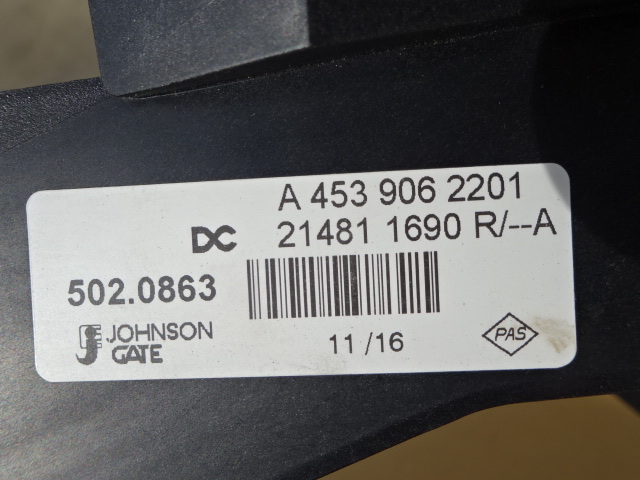 A 453 906 2201
DC 21481 1690 R/--A
502.0863
JOHNSON
GATE
11 /16
PAS